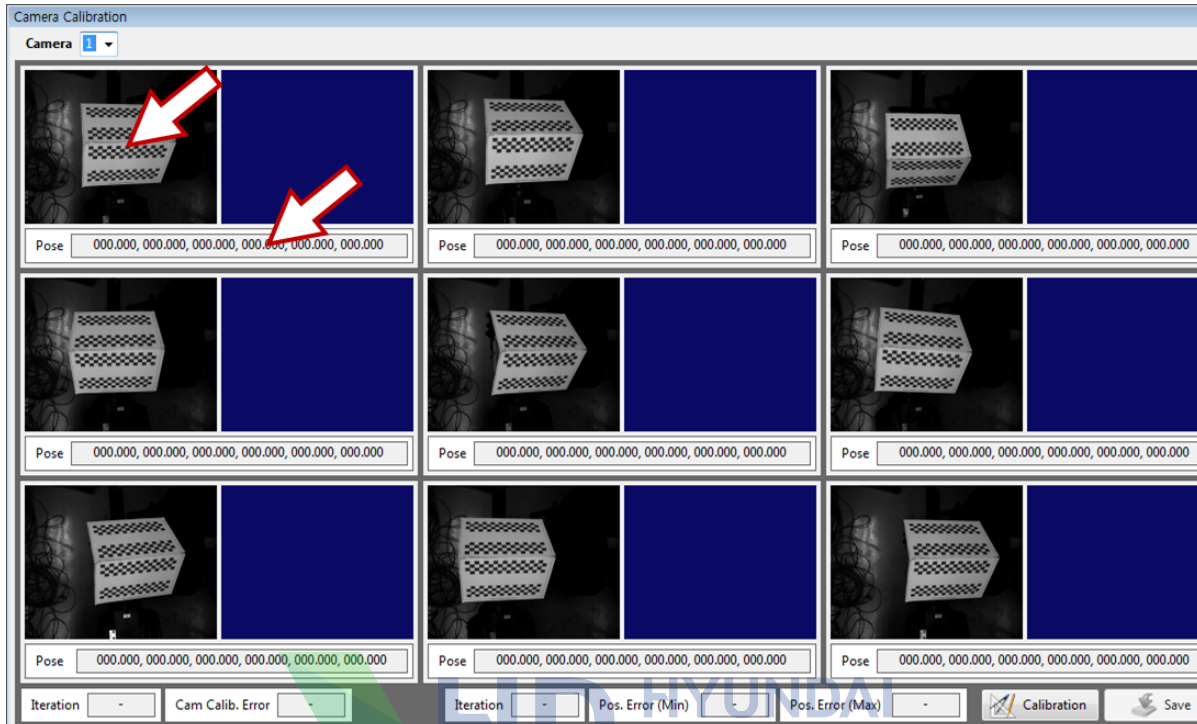 Camera Calibration
Camera 1
Pose 000.000, 000.000, 000.000, 000.000, 000.000, 000.000
Pose 000.000, 000.000, 000.000, 000.000, 000.000, 000.000
Pose 000.000, 000.000, 000.000, 000.000, 000.000, 000.000
Pose 000.000, 000.000, 000.000, 000.000, 000.000, 000.000
Pose 000.000, 000.000, 000.000, 000.000, 000.000, 000.000
Pose 000.000, 000.000, 000.000, 000.000, 000.000, 000.000
Pose 000.000, 000.000, 000.000, 000.000, 000.000, 000.000
Pose 000.000, 000.000, 000.000, 000.000, 000.000, 000.000
Pose 000.000, 000.000, 000.000, 000.000, 000.000, 000.000
HYUNDAI
Iteration - Cam Calib. Error - Iteration - Pos. Error (Min) - Pos. Error (Max) - Calibration Save